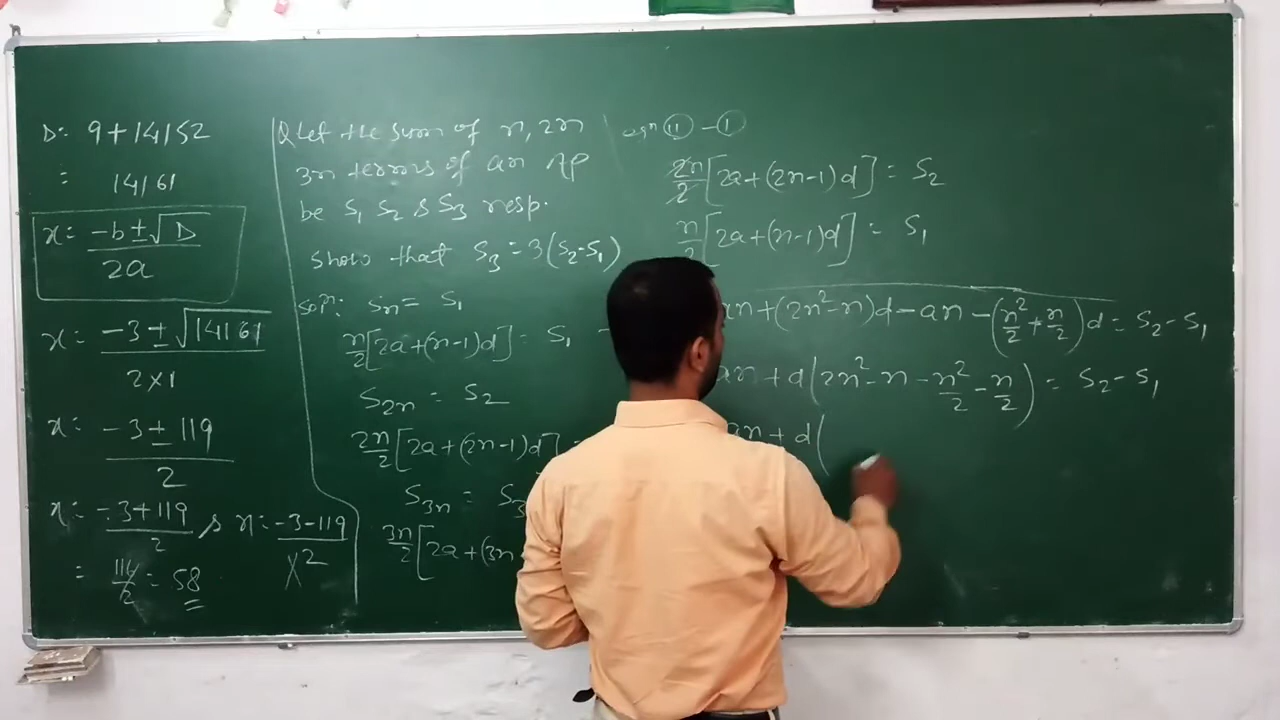 D: 9+14152
: 14161
x: -b±√D / 2a
x: -3±√14161 / 2×1
x: -3±119 / 2
x: -3+119 / 2 , x: -3-119 / ×2
= 116/2 = 58
Q Let the sum of n, 2n
3n terms of an AP
be S₁ S₂ & S₃ resp.
show that S₃ = 3(S₂-S₁)
solⁿ: Sn = S₁
n/2[2a+(n-1)d] = S₁
S2n = S₂
2n/2[2a+(2n-1)d]
S3n = S₃
3n/2[2a+(3n
eqⁿ (II) - (I)
2n/2[2a+(2n-1)d] = S₂
n/2[2a+(n-1)d] = S₁
an+(2n²-n)d-an-(n²/2+n/2)d = S₂-S₁
an+d(2n²-n-n²/2-n/2) = S₂-S₁
an+d(